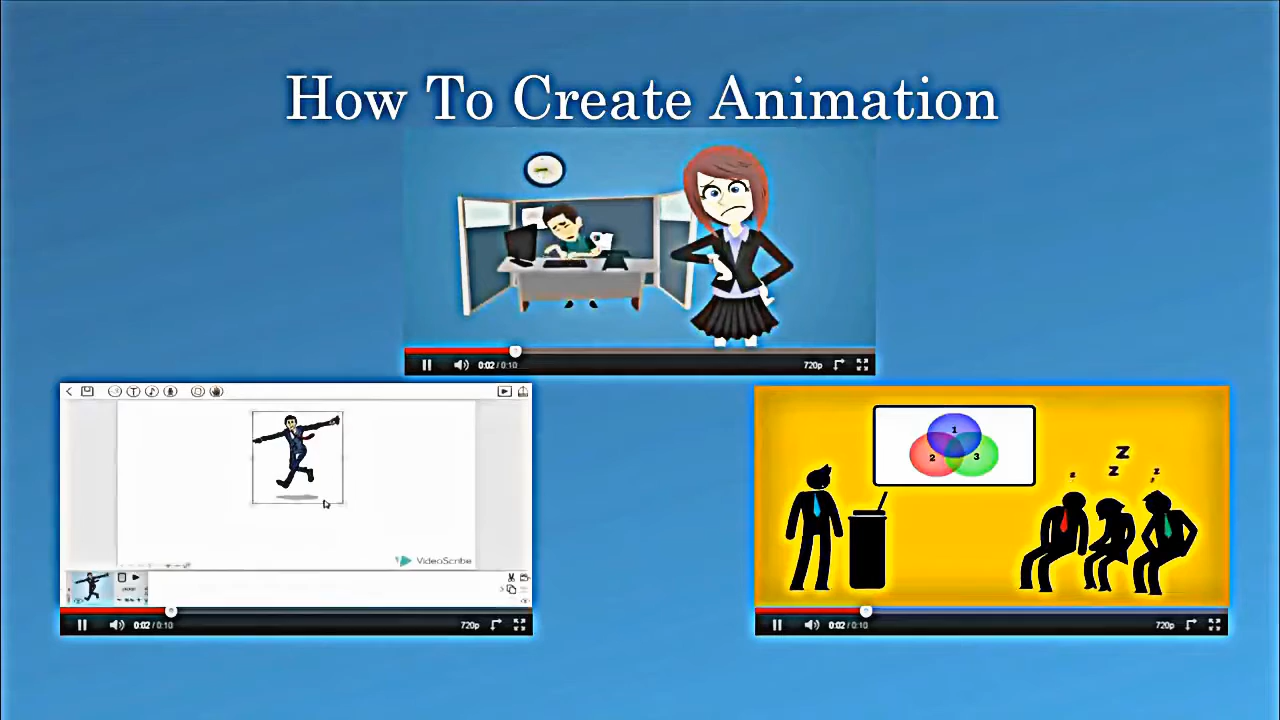 How To Create Animation
0:02 / 0:10
720p
VideoScribe
0:02 / 0:10
720p
1
2
3
z
z
z
z
0:02 / 0:10
720p